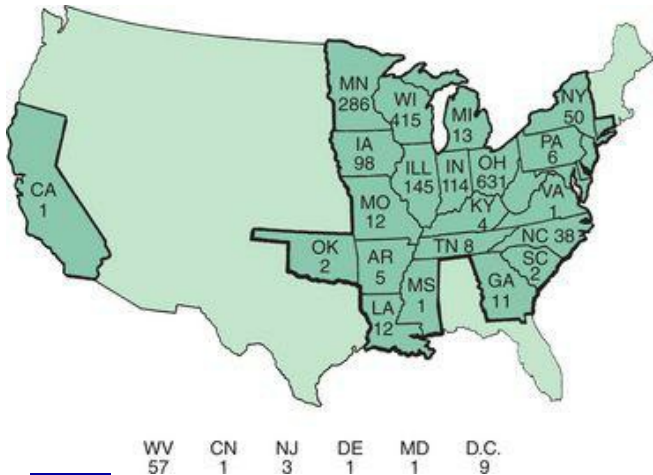 MN
286
WI
415
MI
13
NY
50
IA
98
PA
6
ILL
145
IN
114
OH
631
CA
1
MO
12
KY
4
VA
1
OK
2
AR
5
TN 8
NC 38
SC
2
MS
1
GA
11
LA
12
WV CN NJ DE MD D.C.
57 1 3 1 1 9